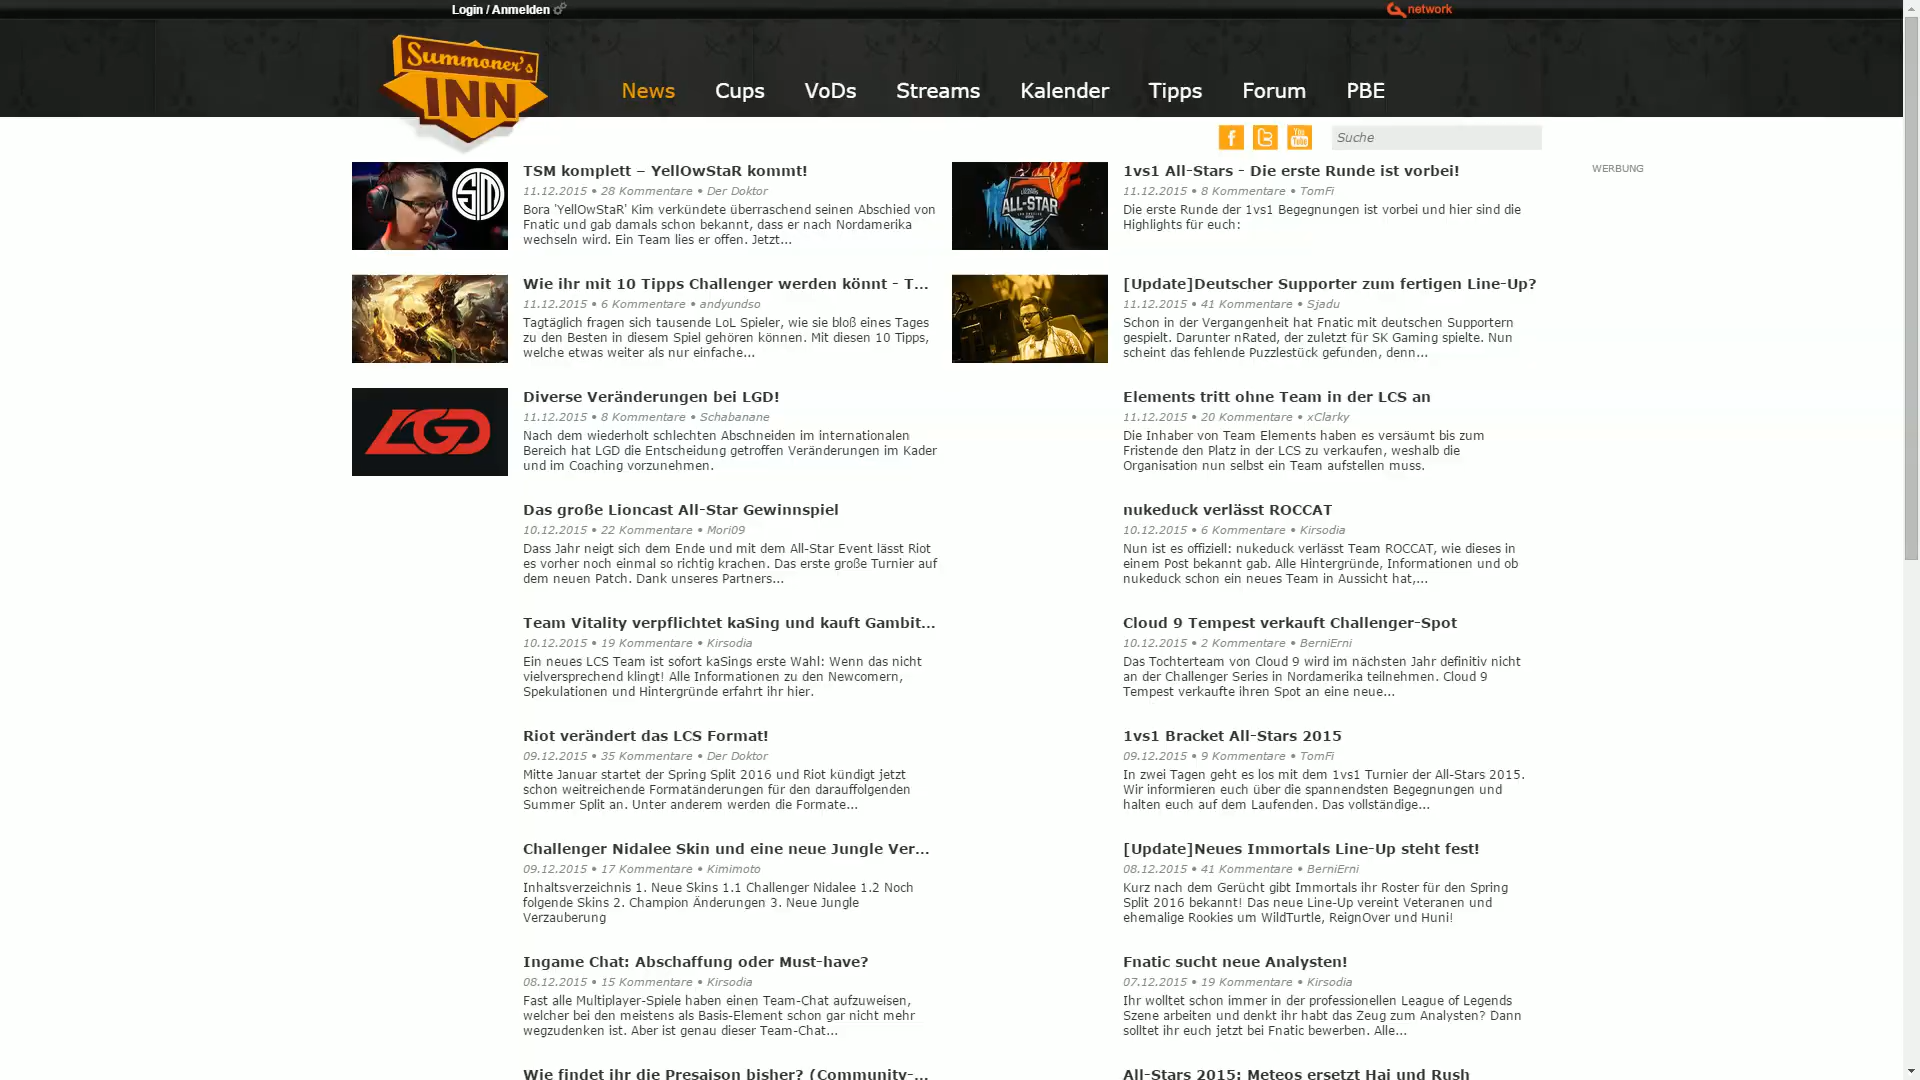 Login / Anmelden
network
Summoner's
INN
News Cups VoDs Streams Kalender Tipps Forum PBE
f You Tube Suche
WERBUNG
TSM komplett – YellOwStaR kommt!
11.12.2015 • 28 Kommentare • Der Doktor
Bora 'YellOwStaR' Kim verkündete überraschend seinen Abschied von
Fnatic und gab damals schon bekannt, dass er nach Nordamerika
wechseln wird. Ein Team lies er offen. Jetzt...
ALL-STAR
1vs1 All-Stars - Die erste Runde ist vorbei!
11.12.2015 • 8 Kommentare • TomFi
Die erste Runde der 1vs1 Begegnungen ist vorbei und hier sind die
Highlights für euch:
Wie ihr mit 10 Tipps Challenger werden könnt - T...
11.12.2015 • 6 Kommentare • andyundso
Tagtäglich fragen sich tausende LoL Spieler, wie sie bloß eines Tages
zu den Besten in diesem Spiel gehören können. Mit diesen 10 Tipps,
welche etwas weiter als nur einfache...
[Update]Deutscher Supporter zum fertigen Line-Up?
11.12.2015 • 41 Kommentare • Sjadu
Schon in der Vergangenheit hat Fnatic mit deutschen Supportern
gespielt. Darunter nRated, der zuletzt für SK Gaming spielte. Nun
scheint das fehlende Puzzlestück gefunden, denn...
LGD
Diverse Veränderungen bei LGD!
11.12.2015 • 8 Kommentare • Schabanane
Nach dem wiederholt schlechten Abschneiden im internationalen
Bereich hat LGD die Entscheidung getroffen Veränderungen im Kader
und im Coaching vorzunehmen.
Elements tritt ohne Team in der LCS an
11.12.2015 • 20 Kommentare • xClarky
Die Inhaber von Team Elements haben es versäumt bis zum
Fristende den Platz in der LCS zu verkaufen, weshalb die
Organisation nun selbst ein Team aufstellen muss.
Das große Lioncast All-Star Gewinnspiel
10.12.2015 • 22 Kommentare • Mori09
Dass Jahr neigt sich dem Ende und mit dem All-Star Event lässt Riot
es vorher noch einmal so richtig krachen. Das erste große Turnier auf
dem neuen Patch. Dank unseres Partners...
nukeduck verlässt ROCCAT
10.12.2015 • 6 Kommentare • Kirsodia
Nun ist es offiziell: nukeduck verlässt Team ROCCAT, wie dieses in
einem Post bekannt gab. Alle Hintergründe, Informationen und ob
nukeduck schon ein neues Team in Aussicht hat,...
Team Vitality verpflichtet kaSing und kauft Gambit...
10.12.2015 • 19 Kommentare • Kirsodia
Ein neues LCS Team ist sofort kaSings erste Wahl: Wenn das nicht
vielversprechend klingt! Alle Informationen zu den Newcomern,
Spekulationen und Hintergründe erfahrt ihr hier.
Cloud 9 Tempest verkauft Challenger-Spot
10.12.2015 • 2 Kommentare • BerniErni
Das Tochterteam von Cloud 9 wird im nächsten Jahr definitiv nicht
an der Challenger Series in Nordamerika teilnehmen. Cloud 9
Tempest verkaufte ihren Spot an eine neue...
Riot verändert das LCS Format!
09.12.2015 • 35 Kommentare • Der Doktor
Mitte Januar startet der Spring Split 2016 und Riot kündigt jetzt
schon weitreichende Formatänderungen für den darauffolgenden
Summer Split an. Unter anderem werden die Formate...
1vs1 Bracket All-Stars 2015
09.12.2015 • 9 Kommentare • TomFi
In zwei Tagen geht es los mit dem 1vs1 Turnier der All-Stars 2015.
Wir informieren euch über die spannendsten Begegnungen und
halten euch auf dem Laufenden. Das vollständige...
Challenger Nidalee Skin und eine neue Jungle Ver...
09.12.2015 • 17 Kommentare • Kimimoto
Inhaltsverzeichnis 1. Neue Skins 1.1 Challenger Nidalee 1.2 Noch
folgende Skins 2. Champion Änderungen 3. Neue Jungle
Verzauberung
[Update]Neues Immortals Line-Up steht fest!
08.12.2015 • 41 Kommentare • BerniErni
Kurz nach dem Gerücht gibt Immortals ihr Roster für den Spring
Split 2016 bekannt! Das neue Line-Up vereint Veteranen und
ehemalige Rookies um WildTurtle, ReignOver und Huni!
Ingame Chat: Abschaffung oder Must-have?
08.12.2015 • 15 Kommentare • Kirsodia
Fast alle Multiplayer-Spiele haben einen Team-Chat aufzuweisen,
welcher bei den meistens als Basis-Element schon gar nicht mehr
wegzudenken ist. Aber ist genau dieser Team-Chat...
Fnatic sucht neue Analysten!
07.12.2015 • 19 Kommentare • Kirsodia
Ihr wolltet schon immer in der professionellen League of Legends
Szene arbeiten und denkt ihr habt das Zeug zum Analysten? Dann
solltet ihr euch jetzt bei Fnatic bewerben. Alle...
Wie findet ihr die Presaison bisher? (Community-...
All-Stars 2015: Meteos ersetzt Hai und Rush